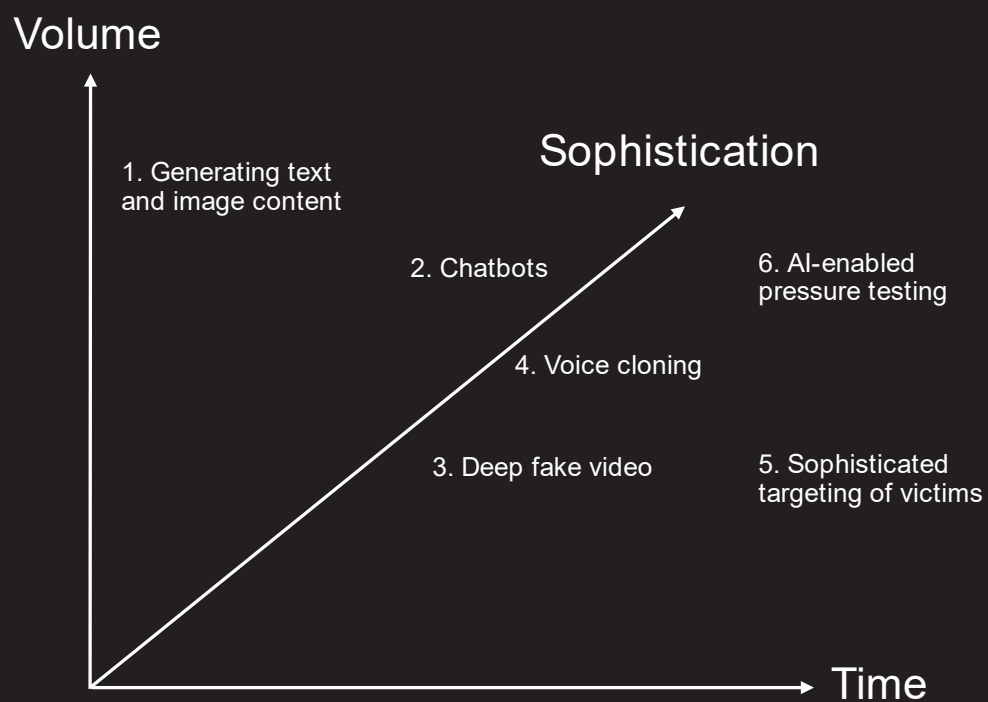 Volume
Sophistication
1. Generating text
and image content
2. Chatbots
6. AI-enabled
pressure testing
4. Voice cloning
3. Deep fake video
5. Sophisticated
targeting of victims
Time